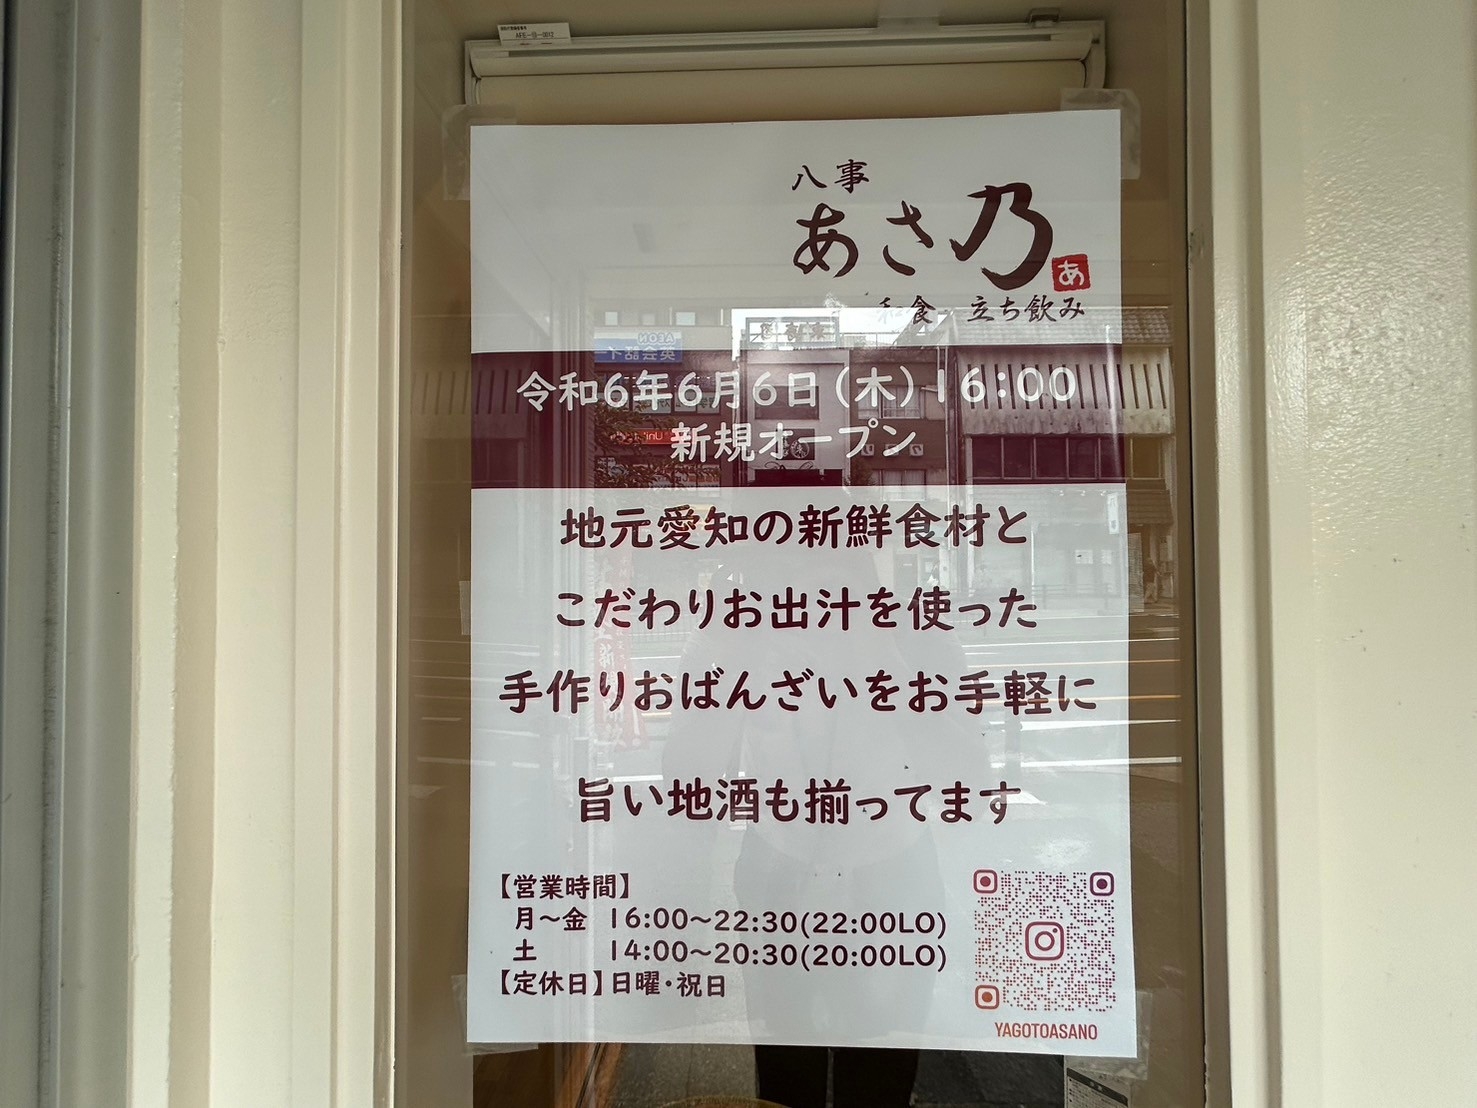 八事
あさ乃
あ
和食 立ち飲み
令和6年6月6日(木)16:00
新規オープン
地元愛知の新鮮食材と
こだわりお出汁を使った
手作りおばんざいをお手軽に
旨い地酒も揃ってます
【営業時間】
月〜金 16:00〜22:30(22:00LO)
土 14:00〜20:30(20:00LO)
【定休日】日曜・祝日
YAGOTOASANO